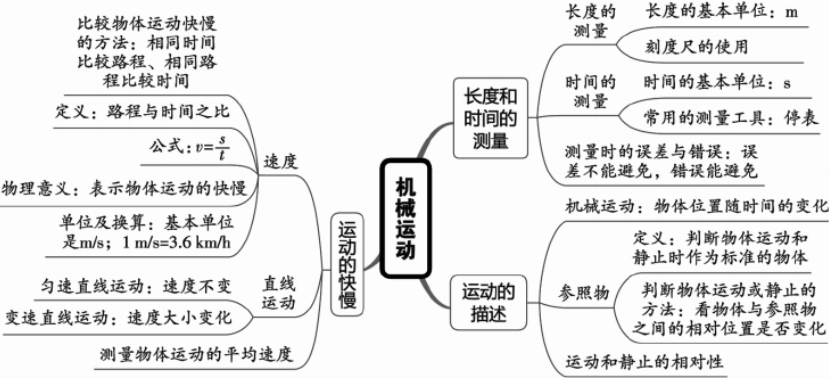 机械运动
长度和
时间的
测量
长度的
测量
长度的基本单位：m
刻度尺的使用
时间的
测量
时间的基本单位：s
常用的测量工具：停表
测量时的误差与错误：误
差不能避免，错误能避免
运动的
描述
机械运动：物体位置随时间的变化
参照物
定义：判断物体运动和
静止时作为标准的物体
判断物体运动或静止的
方法：看物体与参照物
之间的相对位置是否变化
运动和静止的相对性
运动的快慢
速度
比较物体运动快慢
的方法：相同时间
比较路程、相同路
程比较时间
定义：路程与时间之比
公式：v=s/t
物理意义：表示物体运动的快慢
单位及换算：基本单位
是m/s；1 m/s=3.6 km/h
直线
运动
匀速直线运动：速度不变
变速直线运动：速度大小变化
测量物体运动的平均速度